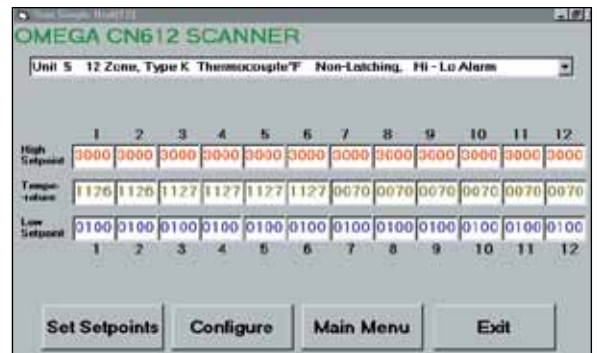 OMEGA CN612 SCANNER
Unit 5 12 Zone, Type K Thermocouple°F Non-Latching, Hi - Lo Alarm
1 2 3 4 5 6 7 8 9 10 11 12
High Setpoint 3000 3000 3000 3000 3000 3000 3000 3000 3000 3000 3000 3000
Tempe-rature 1126 1126 1127 1127 1127 1127 0070 0070 0070 0070 0070 0070
Low Setpoint 0100 0100 0100 0100 0100 0100 0100 0100 0100 0100 0100 0100
1 2 3 4 5 6 7 8 9 10 11 12
Set Setpoints Configure Main Menu Exit